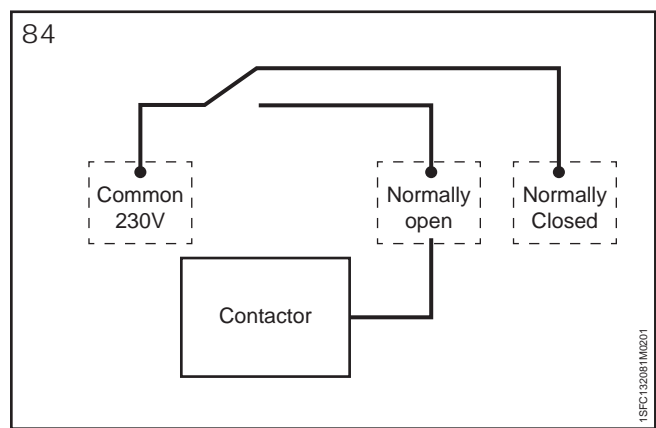 84
Common
230V
Normally
open
Normally
Closed
Contactor
1SFC132081M0201